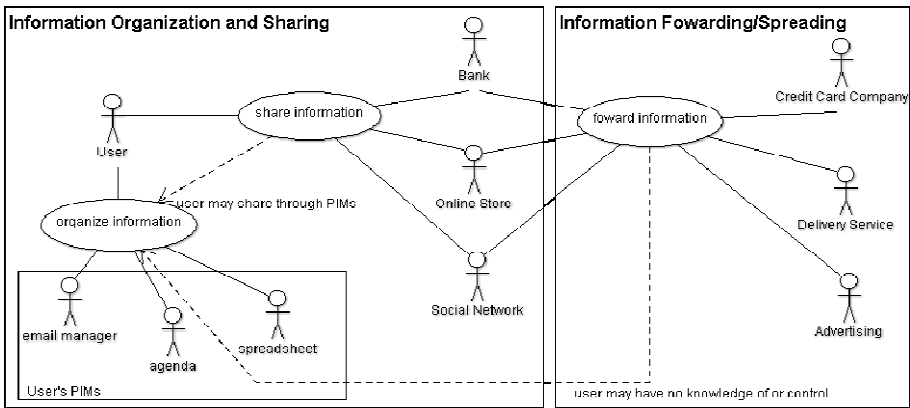 Information Organization and Sharing
Information Fowarding/Spreading
Bank
Credit Card Company
share information
foward information
User
user may share through PIMs
Online Store
organize information
Delivery Service
Social Network
email manager
agenda
spreadsheet
Advertising
User's PIMs
user may have no knowledge of or control